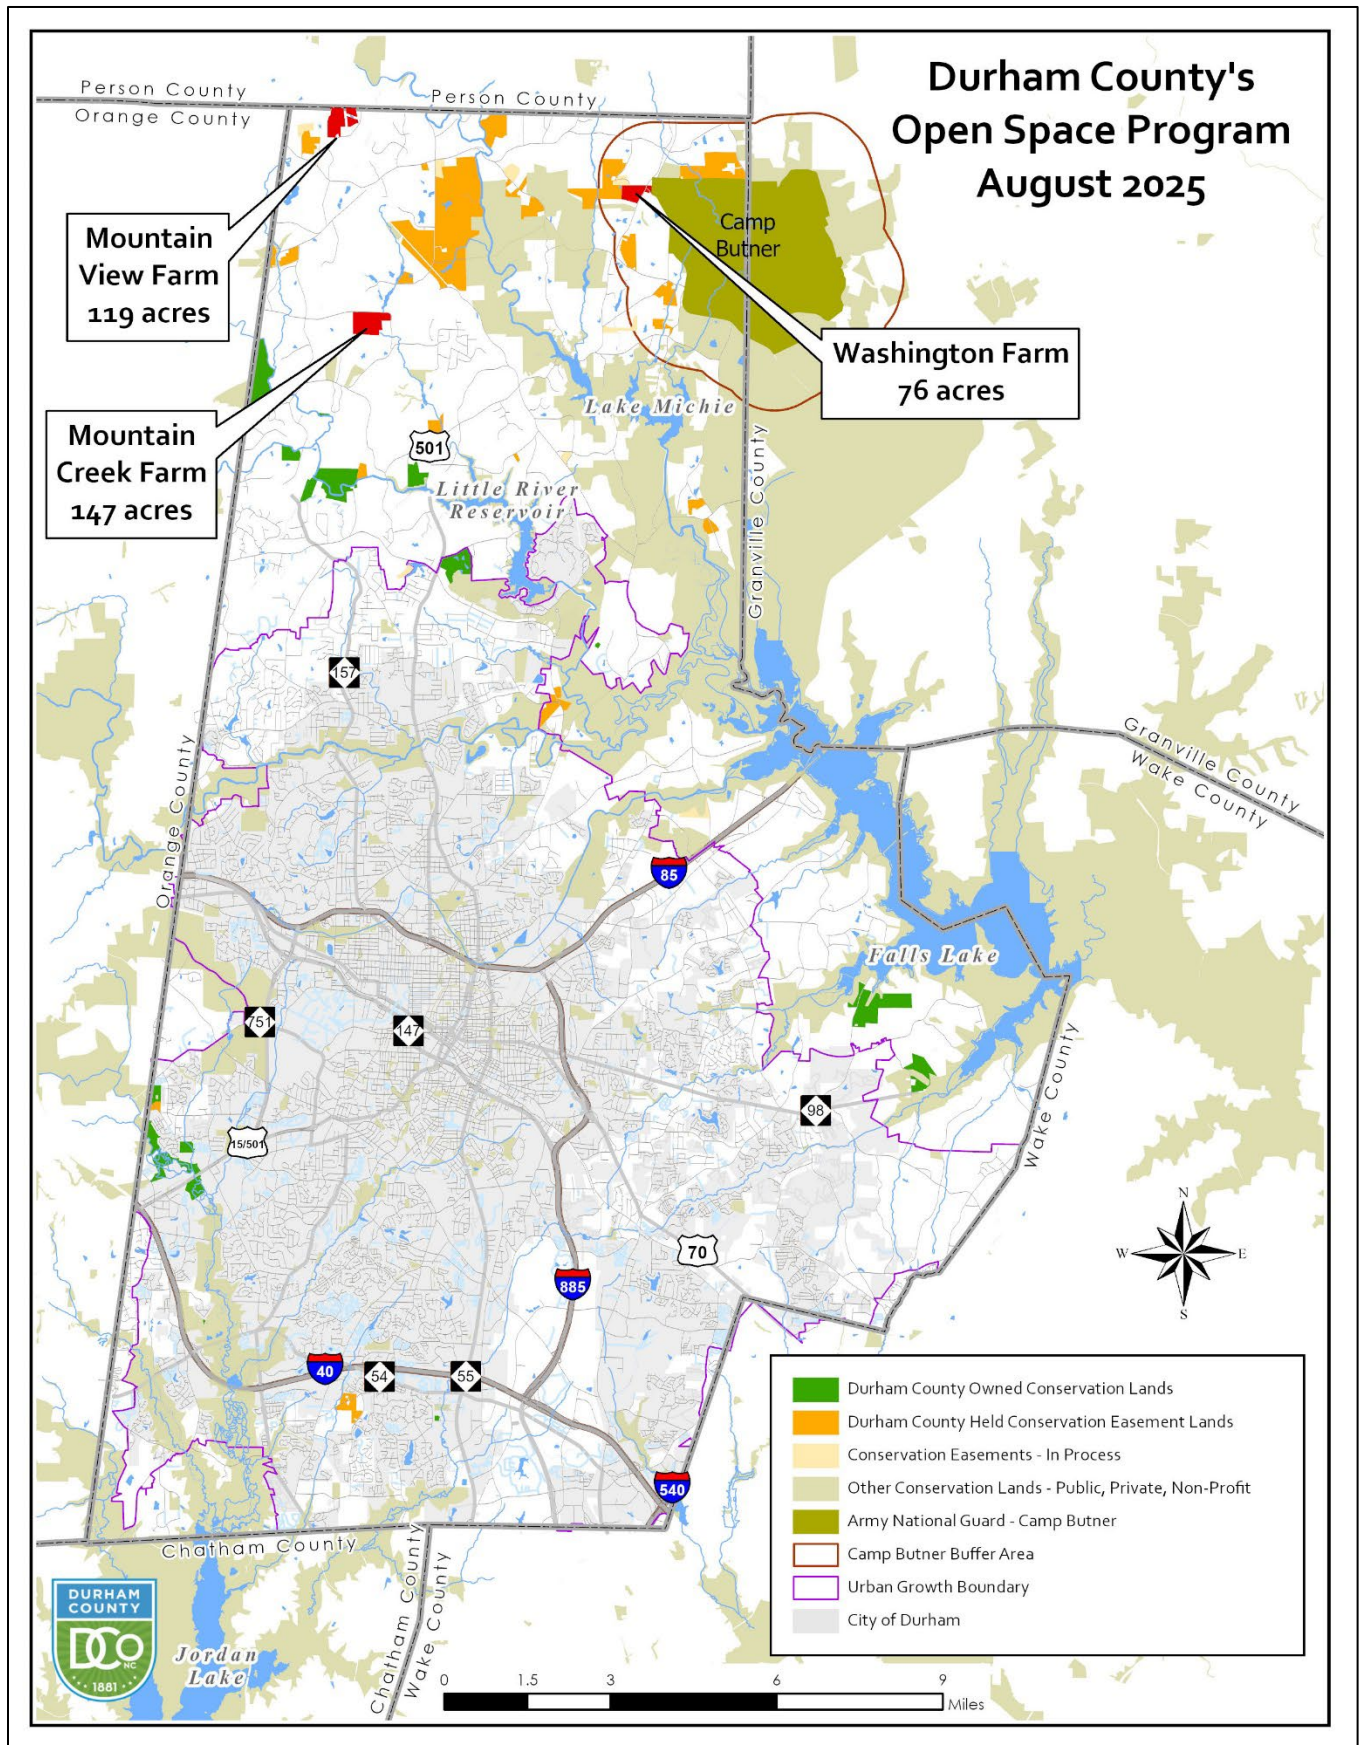 Durham County's
Open Space Program
August 2025
Person County
Orange County
Person County
Mountain
View Farm
119 acres
Camp
Butner
Washington Farm
76 acres
Lake Michie
Mountain
Creek Farm
147 acres
501
Little River
Reservoir
Granville County
157
Orange County
Granville County
Wake County
85
Falls Lake
751
147
98
Wake County
15/501
70
N
W
E
S
885
40
54
55
540
Chatham County
Chatham County
Wake County
Jordan
Lake
DURHAM
COUNTY
DCO
NC
1881
Durham County Owned Conservation Lands
Durham County Held Conservation Easement Lands
Conservation Easements - In Process
Other Conservation Lands - Public, Private, Non-Profit
Army National Guard - Camp Butner
Camp Butner Buffer Area
Urban Growth Boundary
City of Durham
0 1.5 3 6 9
Miles